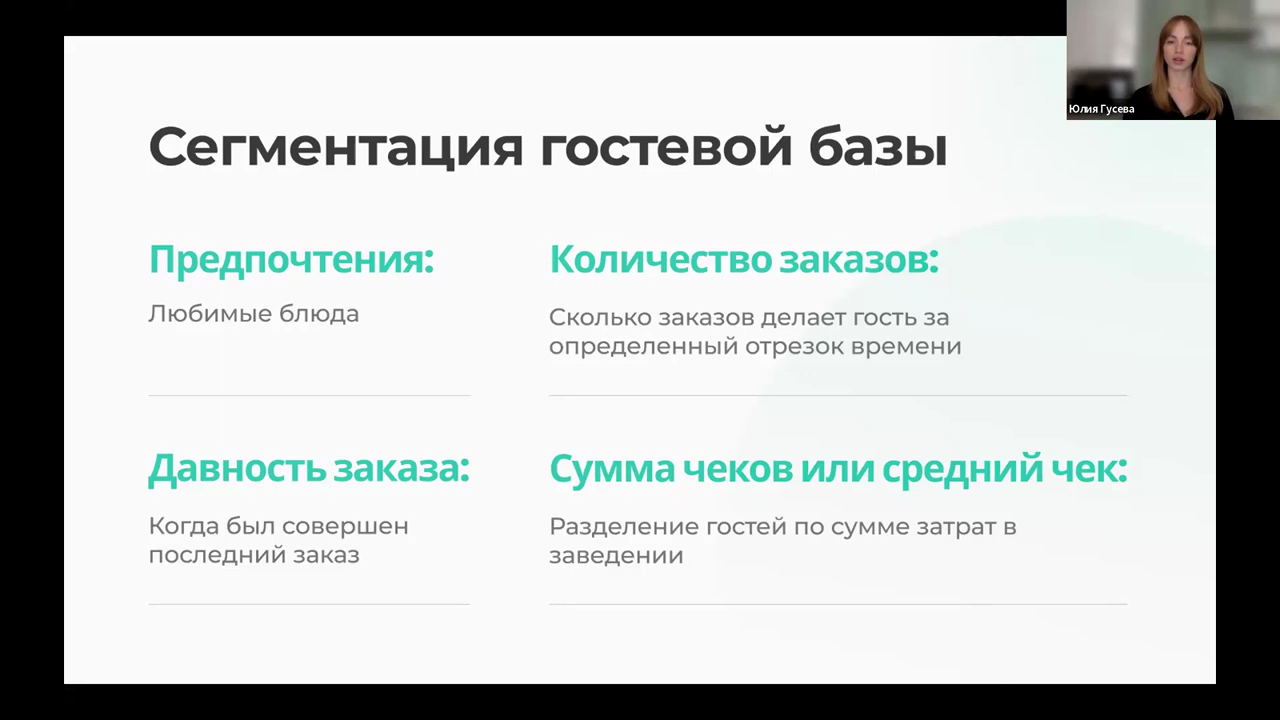 Юлия Гусева
Сегментация гостевой базы
Предпочтения:
Любимые блюда
Количество заказов:
Сколько заказов делает гость за
определенный отрезок времени
Давность заказа:
Когда был совершен
последний заказ
Сумма чеков или средний чек:
Разделение гостей по сумме затрат в
заведении